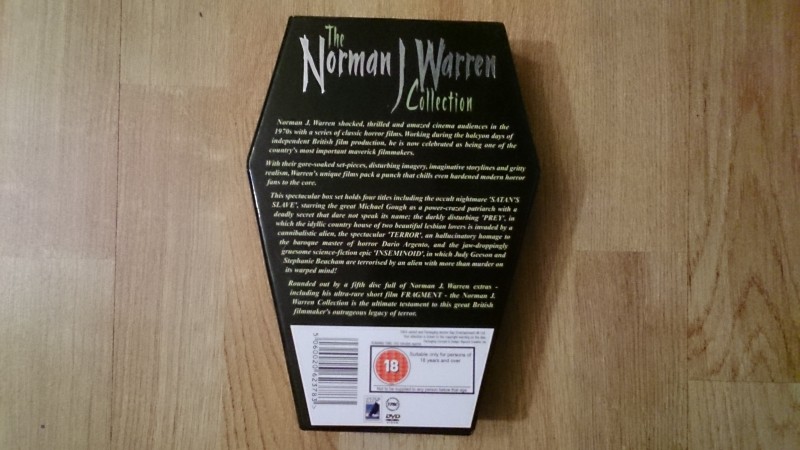 The
Norman J Warren
Collection
Norman J. Warren shocked, thrilled and amazed cinema audiences in the
1970s with a series of classic horror films. Working during the halcyon days of
independent British film production, he is now celebrated as being one of the
country's most important maverick filmmakers.
With their gore-soaked set-pieces, disturbing imagery, imaginative storylines and gritty
realism, Warren's unique films pack a punch that chills even hardened modern horror
fans to the core.
This spectacular box set holds four titles including the occult nightmare 'SATAN'S
SLAVE', starring the great Michael Gough as a power-crazed patriarch with a
deadly secret that dare not speak its name; the darkly disturbing 'PREY', in
which the idyllic country house of two beautiful lesbian lovers is invaded by a
cannibalistic alien, the spectacular 'TERROR', an hallucinatory homage to
the baroque master of horror Dario Argento, and the jaw-droppingly
gruesome science-fiction epic 'INSEMINOID', in which Judy Geeson and
Stephanie Beacham are terrorised by an alien with more than murder on
its warped mind!
Rounded out by a fifth disc full of Norman J. Warren extras -
including his ultra-rare short film FRAGMENT - the Norman J.
Warren Collection is the ultimate testament to this great British
filmmaker's outrageous legacy of terror.
18
Suitable only for persons of
18 years and over
Not to be supplied to any person below that age
DVD